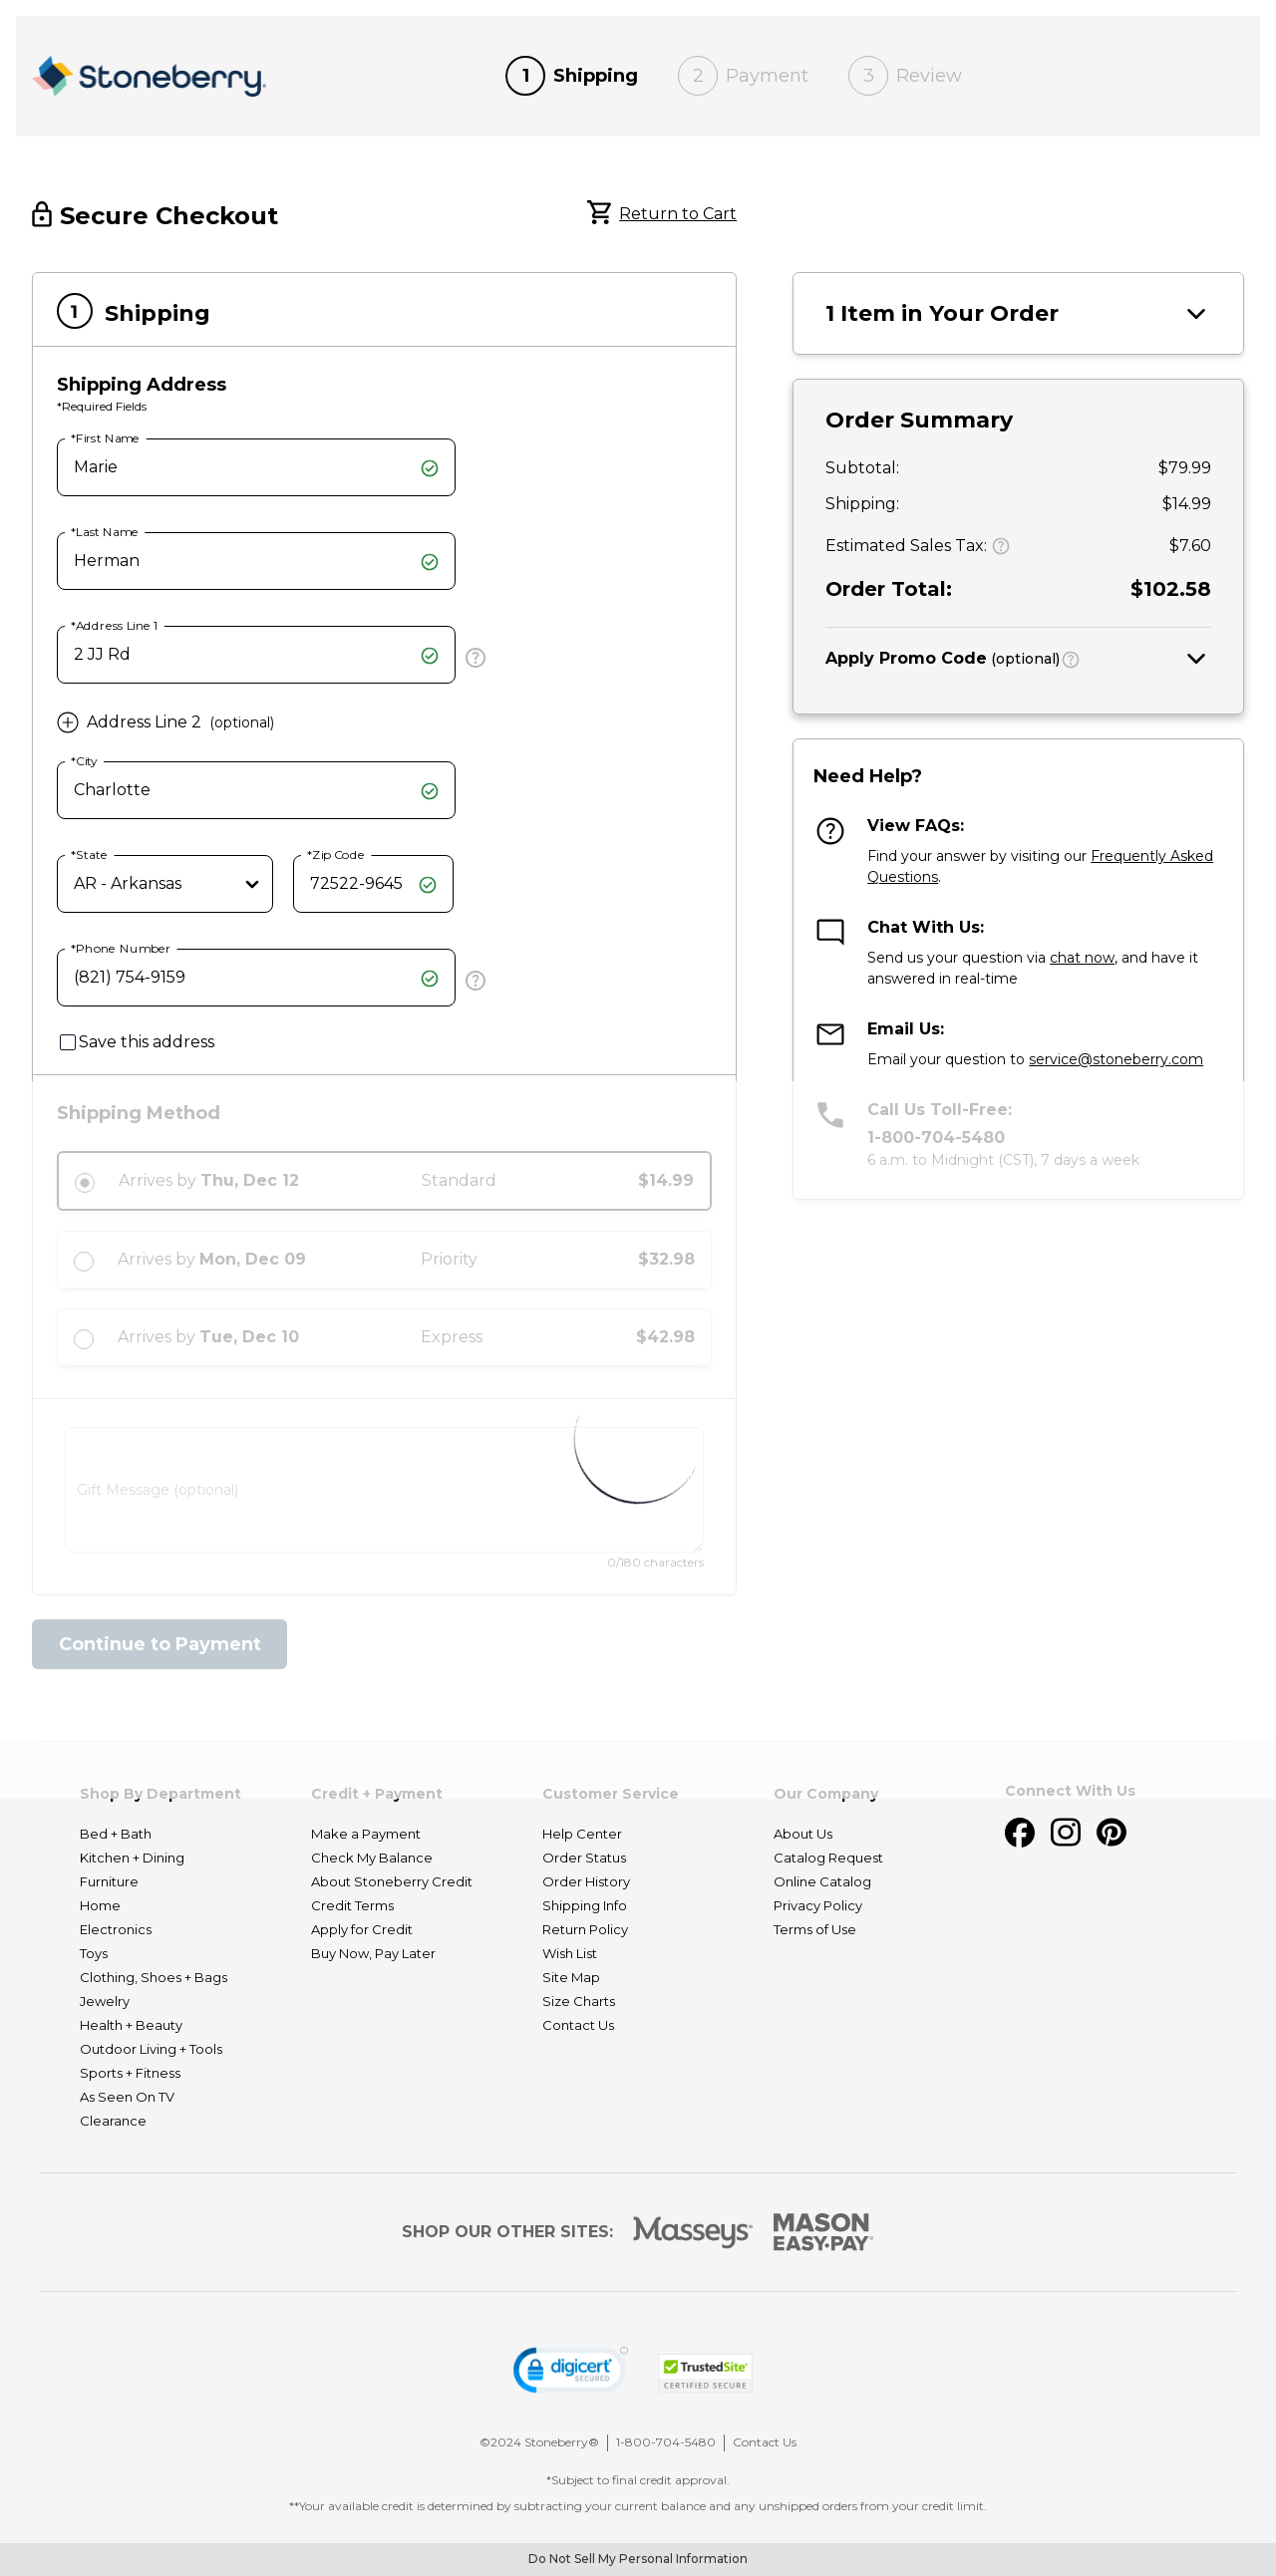 Stoneberry.
1 Shipping
2 Payment
3 Review
Secure Checkout
Return to Cart
1 Shipping
Shipping Address
*Required Fields
*First Name
Marie
*Last Name
Herman
*Address Line 1
2 JJ Rd
Address Line 2 (optional)
*City
Charlotte
*State
AR - Arkansas
*Zip Code
72522-9645
*Phone Number
(821) 754-9159
Save this address
Shipping Method
Arrives by Thu, Dec 12 Standard $14.99
Arrives by Mon, Dec 09 Priority $32.98
Arrives by Tue, Dec 10 Express $42.98
Gift Message (optional)
0/180 characters
Continue to Payment
1 Item in Your Order
Order Summary
Subtotal: $79.99
Shipping: $14.99
Estimated Sales Tax: $7.60
Order Total: $102.58
Apply Promo Code (optional)
Need Help?
View FAQs:
Find your answer by visiting our Frequently Asked
Questions.
Chat With Us:
Send us your question via chat now, and have it
answered in real-time
Email Us:
Email your question to service@stoneberry.com
Call Us Toll-Free:
1-800-704-5480
6 a.m. to Midnight (CST), 7 days a week
Shop By Department
Bed + Bath
Kitchen + Dining
Furniture
Home
Electronics
Toys
Clothing, Shoes + Bags
Jewelry
Health + Beauty
Outdoor Living + Tools
Sports + Fitness
As Seen On TV
Clearance
Credit + Payment
Make a Payment
Check My Balance
About Stoneberry Credit
Credit Terms
Apply for Credit
Buy Now, Pay Later
Customer Service
Help Center
Order Status
Order History
Shipping Info
Return Policy
Wish List
Site Map
Size Charts
Contact Us
Our Company
About Us
Catalog Request
Online Catalog
Privacy Policy
Terms of Use
Connect With Us
SHOP OUR OTHER SITES:
Masseys
MASON
EASY•PAY
digicert
SECURED
TrustedSite
CERTIFIED SECURE
©2024 Stoneberry® | 1-800-704-5480 | Contact Us
*Subject to final credit approval.
**Your available credit is determined by subtracting your current balance and any unshipped orders from your credit limit.
Do Not Sell My Personal Information